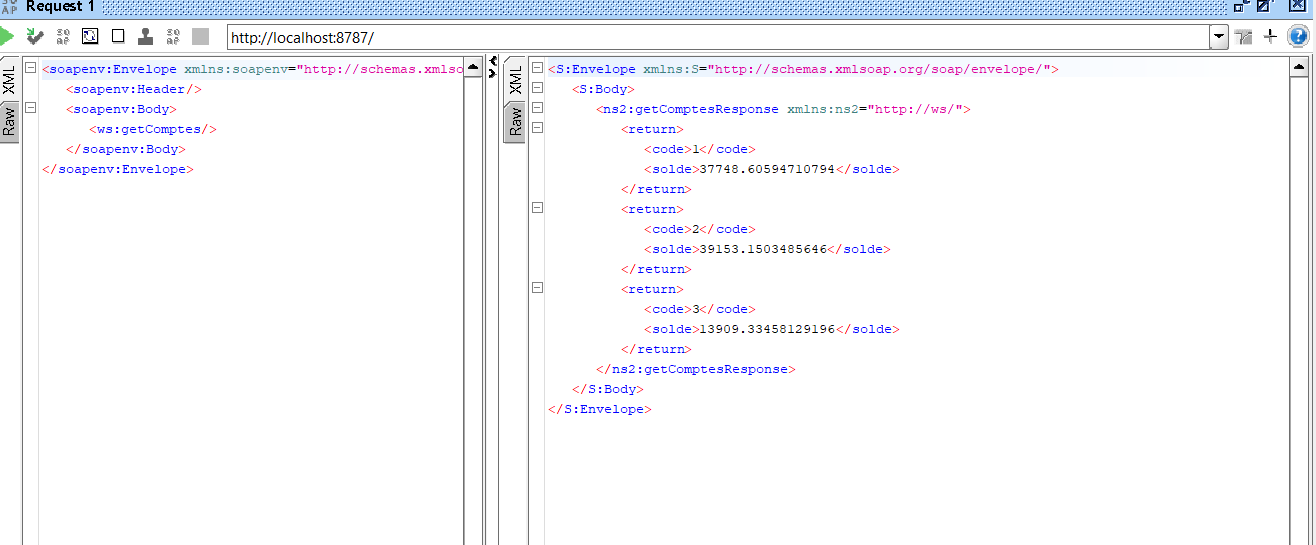 Request 1
http://localhost:8787/
XML
Raw
<soapenv:Envelope xmlns:soapenv="http://schemas.xmlso
<soapenv:Header/>
<soapenv:Body>
<ws:getComptes/>
</soapenv:Body>
</soapenv:Envelope>
XML
Raw
<S:Envelope xmlns:S="http://schemas.xmlsoap.org/soap/envelope/">
<S:Body>
<ns2:getComptesResponse xmlns:ns2="http://ws/">
<return>
<code>1</code>
<solde>37748.60594710794</solde>
</return>
<return>
<code>2</code>
<solde>39153.1503485646</solde>
</return>
<return>
<code>3</code>
<solde>13909.33458129196</solde>
</return>
</ns2:getComptesResponse>
</S:Body>
</S:Envelope>